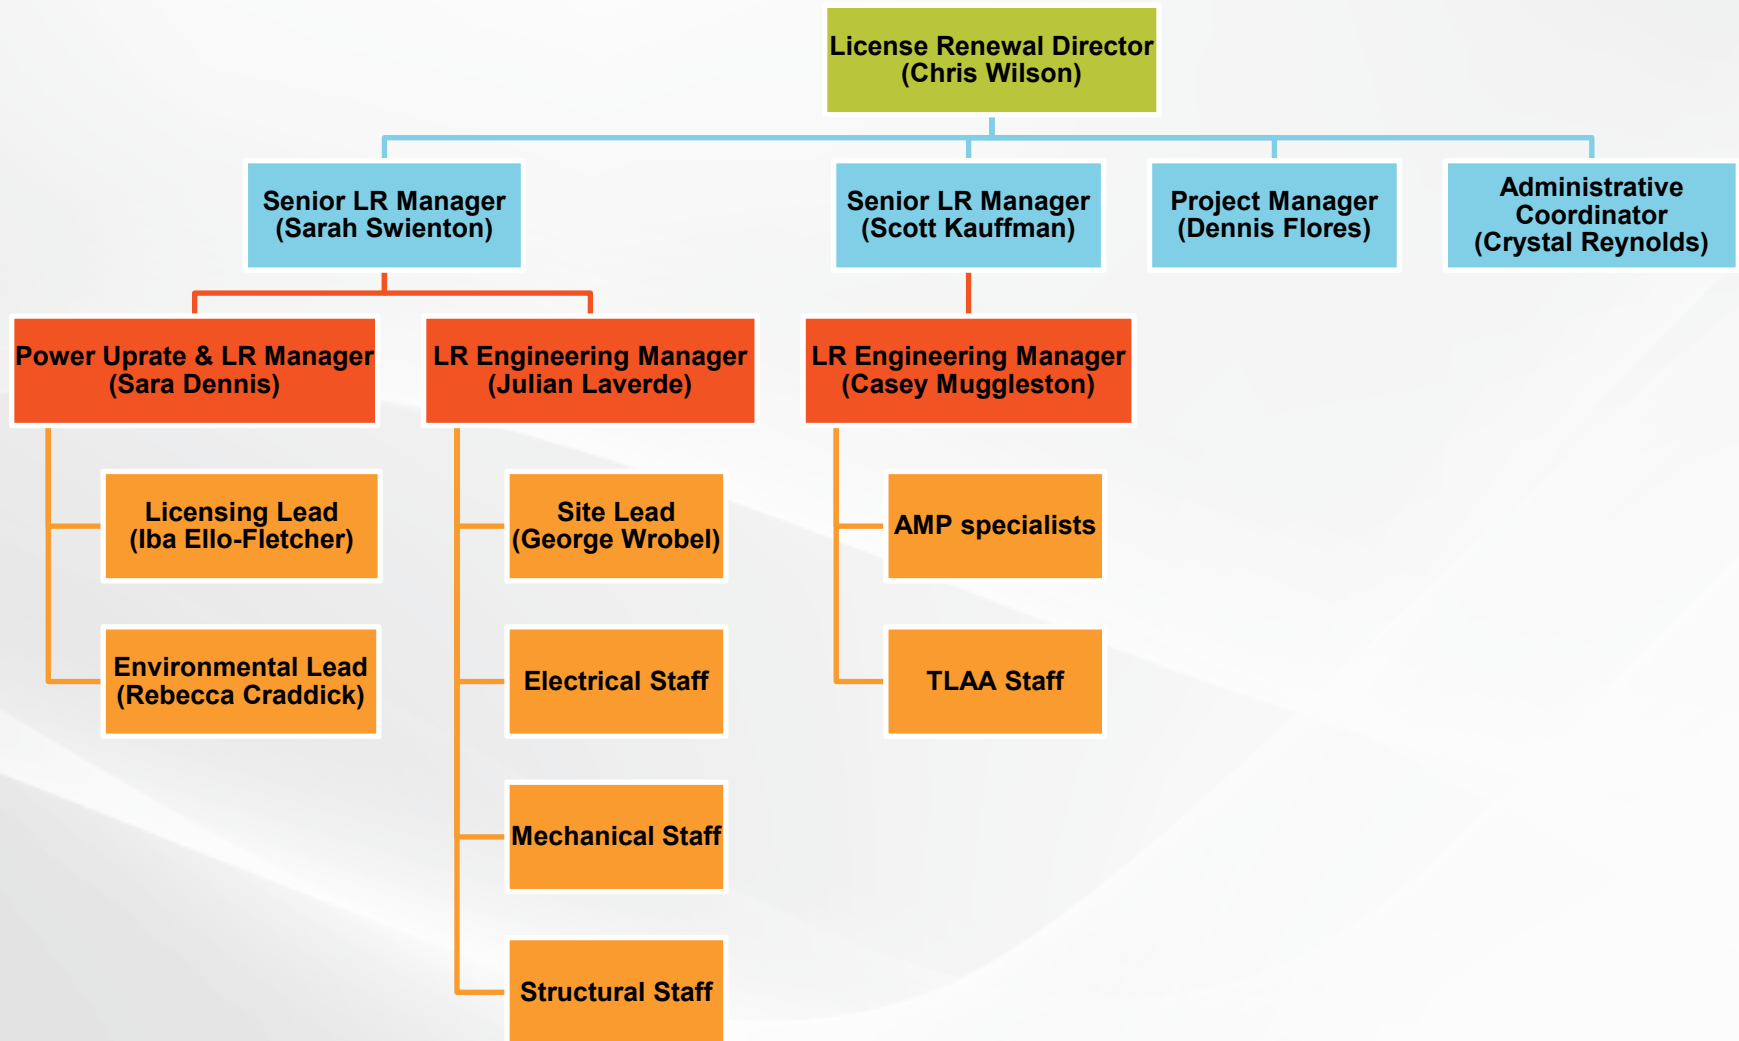 License Renewal Director
(Chris Wilson)
Senior LR Manager
(Sarah Swienton)
Senior LR Manager
(Scott Kauffman)
Project Manager
(Dennis Flores)
Administrative
Coordinator
(Crystal Reynolds)
Power Uprate & LR Manager
(Sara Dennis)
LR Engineering Manager
(Julian Laverde)
LR Engineering Manager
(Casey Muggleston)
Licensing Lead
(Iba Ello-Fletcher)
Site Lead
(George Wrobel)
AMP specialists
Environmental Lead
(Rebecca Craddick)
Electrical Staff
TLAA Staff
Mechanical Staff
Structural Staff